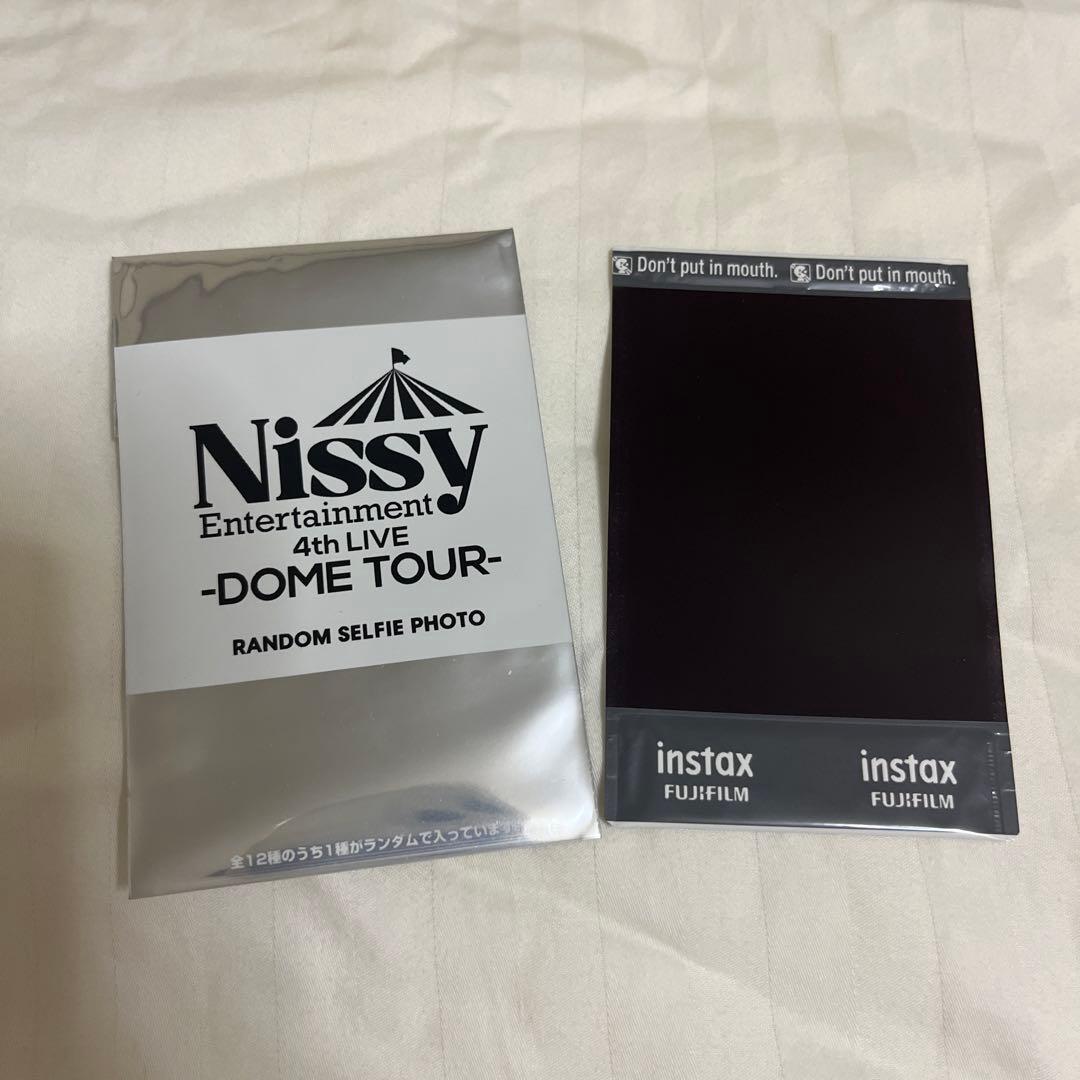 Nissy
Entertainment
4th LIVE
-DOME TOUR-
RANDOM SELFIE PHOTO
全12種のうち1種がランダムで入っています
Don't put in mouth. Don't put in mouth.
instax instax
FUJIFILM FUJIFILM